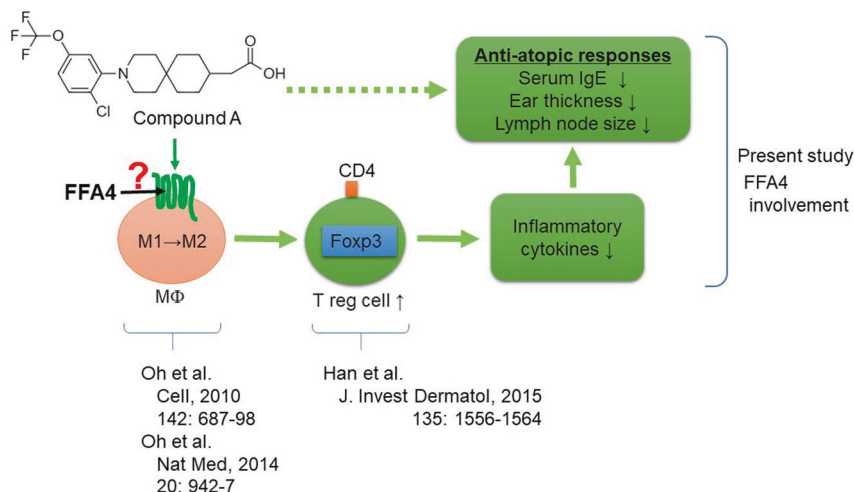 F
F
F
O
N
Cl
O
OH
Compound A
Anti-atopic responses
Serum IgE ↓
Ear thickness ↓
Lymph node size ↓
Present study
FFA4
involvement
?
FFA4
M1→M2
MΦ
CD4
Foxp3
T reg cell ↑
Inflammatory
cytokines ↓
Oh et al.
Cell, 2010
142: 687-98
Oh et al.
Nat Med, 2014
20: 942-7
Han et al.
J. Invest Dermatol, 2015
135: 1556-1564